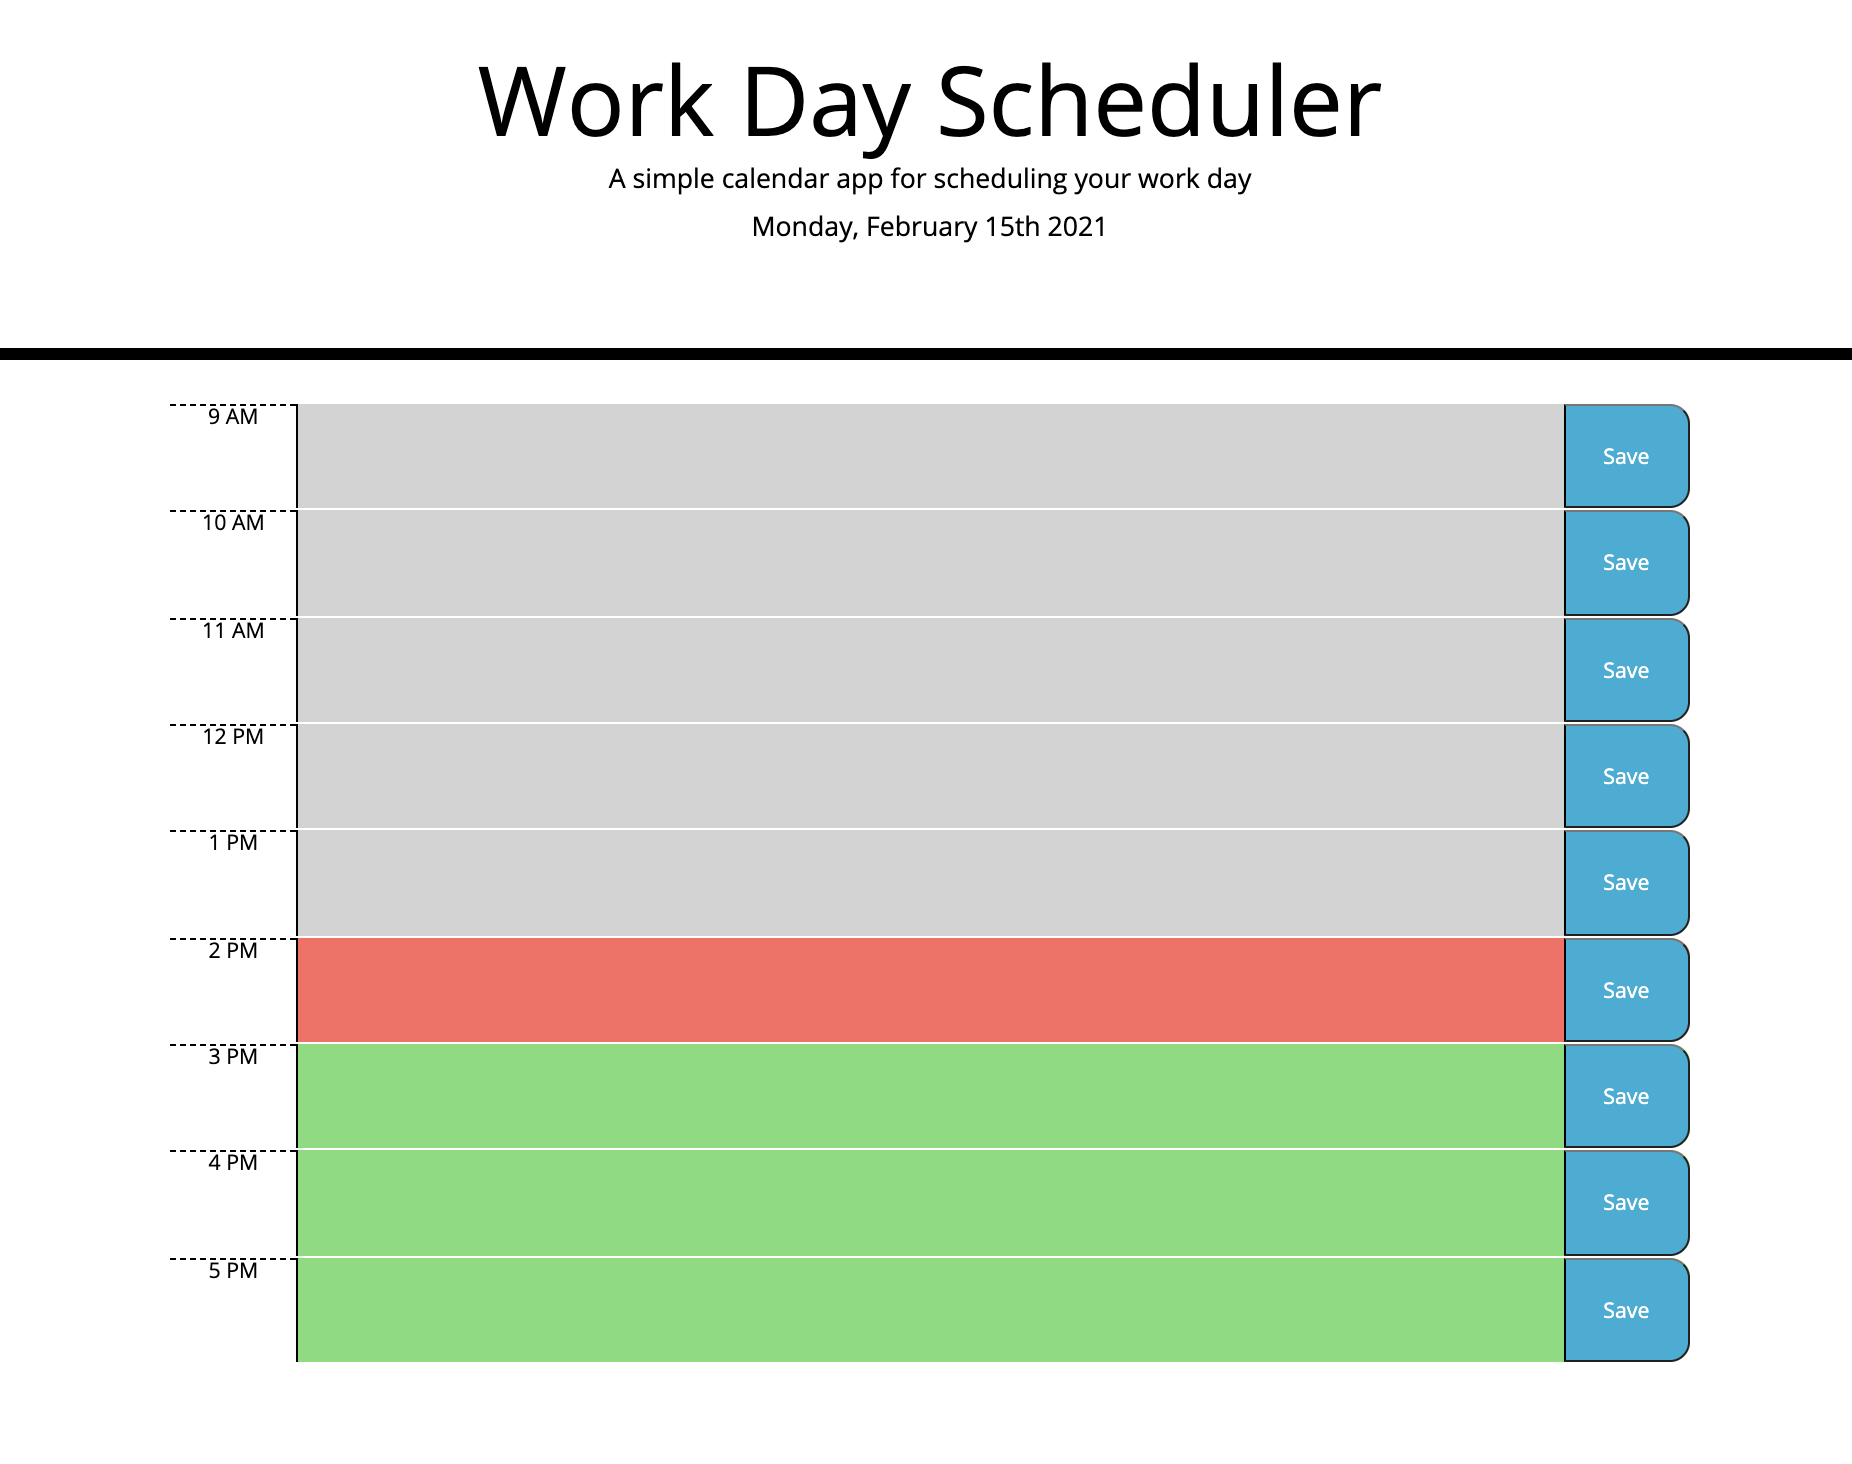 Work Day Scheduler
A simple calendar app for scheduling your work day
Monday, February 15th 2021
9 AM
Save
10 AM
Save
11 AM
Save
12 PM
Save
1 PM
Save
2 PM
Save
3 PM
Save
4 PM
Save
5 PM
Save